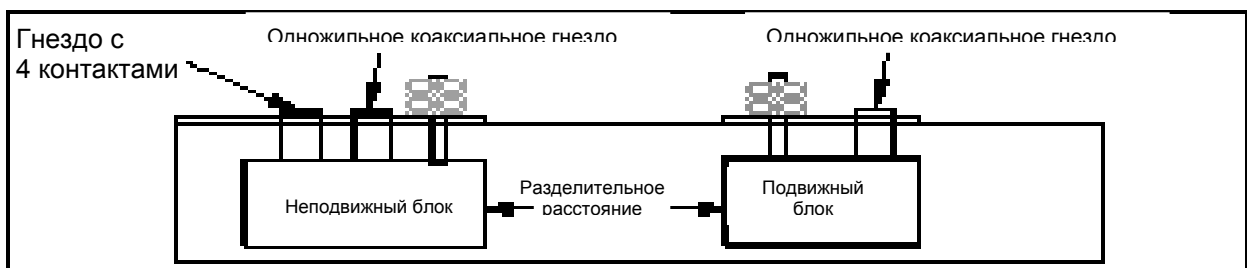 Гнездо с
4 контактами
Одножильное коаксиальное гнездо
Одножильное коаксиальное гнездо
Разделительное
расстояние
Неподвижный блок
Подвижный
блок